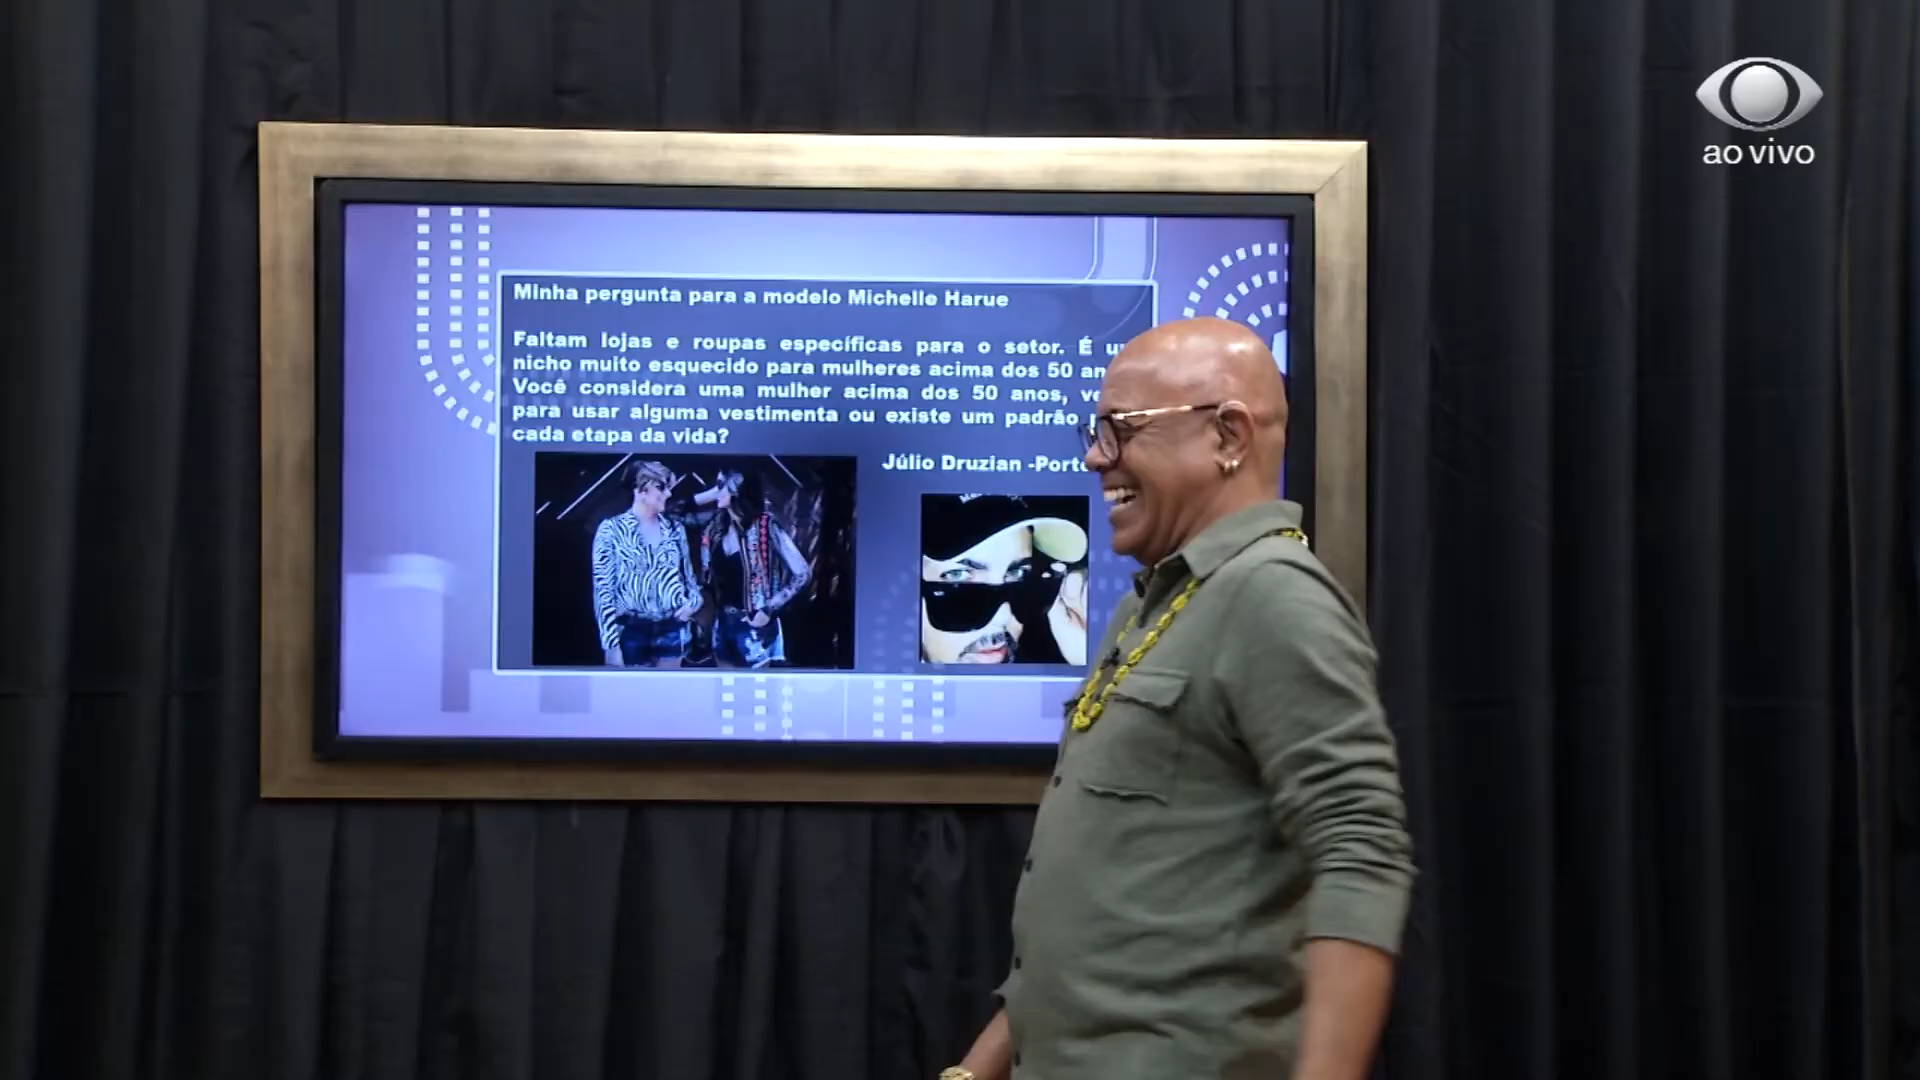 ao vivo
Minha pergunta para a modelo Michelle Harue
Faltam lojas e roupas específicas para o setor. É
nicho muito esquecido para mulheres acima dos 50
Você considera uma mulher acima dos 50 anos,
para usar alguma vestimenta ou existe um padrão
cada etapa da vida?
Júlio Druzian -Porto